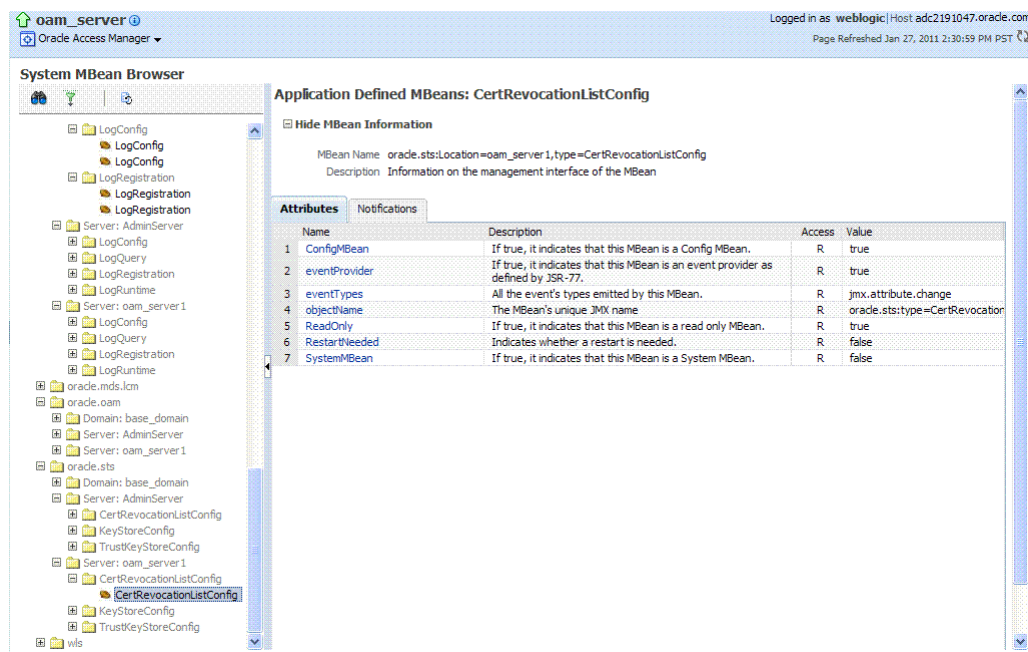 oam_server
Logged in as weblogic|Host adc2191047.oracle.com
Oracle Access Manager
Page Refreshed Jan 27, 2011 2:30:59 PM PST
System MBean Browser
LogConfig
LogConfig
LogConfig
LogRegistration
LogRegistration
LogRegistration
Server: AdminServer
LogConfig
LogQuery
LogRegistration
LogRuntime
Server: oam_server1
LogConfig
LogQuery
LogRegistration
LogRuntime
oracle.mds.lcm
oracle.oam
Domain: base_domain
Server: AdminServer
Server: oam_server1
oracle.sts
Domain: base_domain
Server: AdminServer
CertRevocationListConfig
KeyStoreConfig
TrustKeyStoreConfig
Server: oam_server1
CertRevocationListConfig
CertRevocationListConfig
KeyStoreConfig
TrustKeyStoreConfig
wls
Application Defined MBeans: CertRevocationListConfig
Hide MBean Information
MBean Name oracle.sts:Location=oam_server1,type=CertRevocationListConfig
Description Information on the management interface of the MBean
Attributes Notifications
Name Description Access Value
1 ConfigMBean If true, it indicates that this MBean is a Config MBean. R true
2 eventProvider If true, it indicates that this MBean is an event provider as R true
defined by JSR-77.
3 eventTypes All the event's types emitted by this MBean. R jmx.attribute.change
4 objectName The MBean's unique JMX name R oracle.sts:type=CertRevocation
5 ReadOnly If true, it indicates that this MBean is a read only MBean. R true
6 RestartNeeded Indicates whether a restart is needed. R false
7 SystemMBean If true, it indicates that this MBean is a System MBean. R false